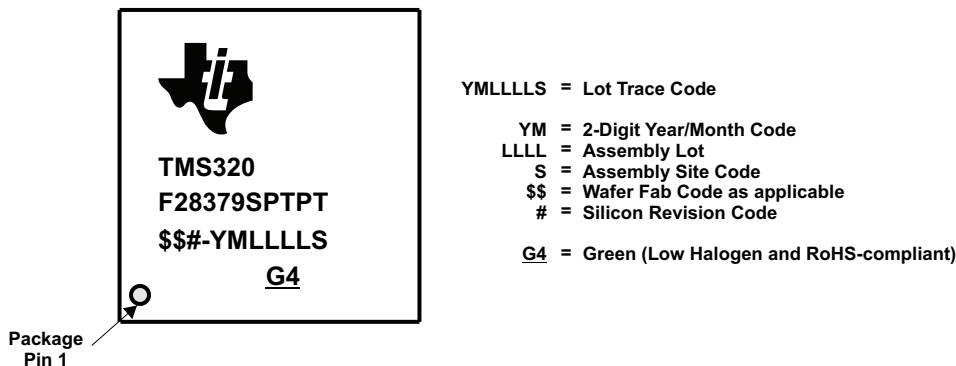 TMS320
F28379SPTPT
$$#-YMLLLLS
G4
Package
Pin 1
YMLLLLS = Lot Trace Code
YM = 2-Digit Year/Month Code
LLLL = Assembly Lot
S = Assembly Site Code
$$ = Wafer Fab Code as applicable
# = Silicon Revision Code
G4 = Green (Low Halogen and RoHS-compliant)